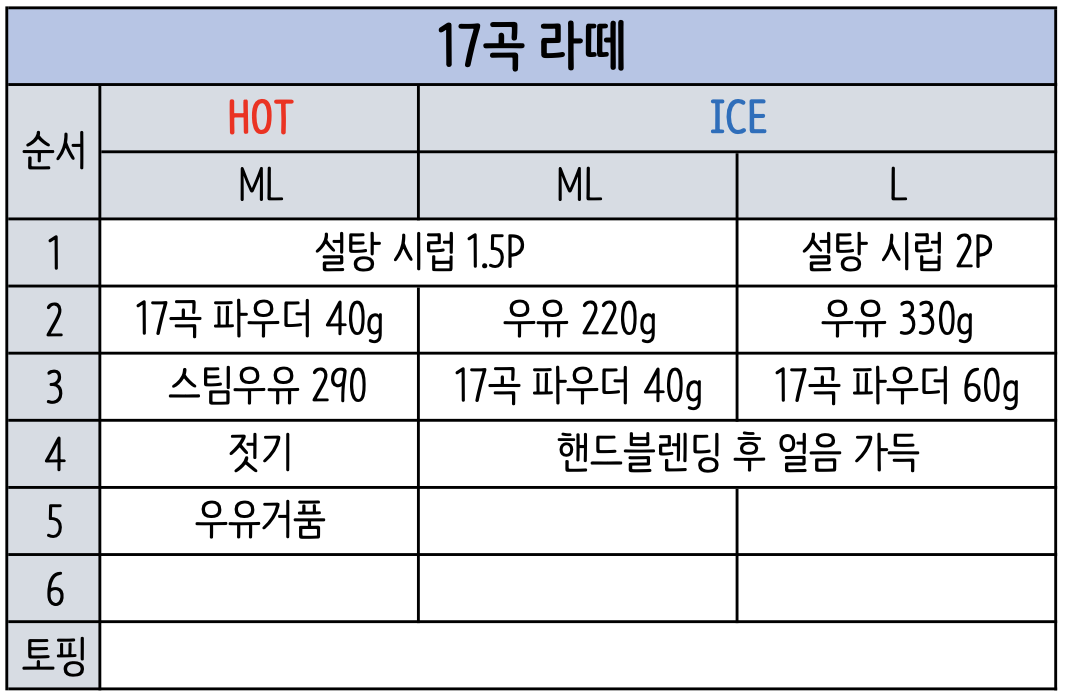 17곡 라떼
순서 HOT ICE
ML ML L
1 설탕 시럽 1.5P 설탕 시럽 2P
2 17곡 파우더 40g 우유 220g 우유 330g
3 스팀우유 290 17곡 파우더 40g 17곡 파우더 60g
4 젓기 핸드블렌딩 후 얼음 가득
5 우유거품
6
토핑